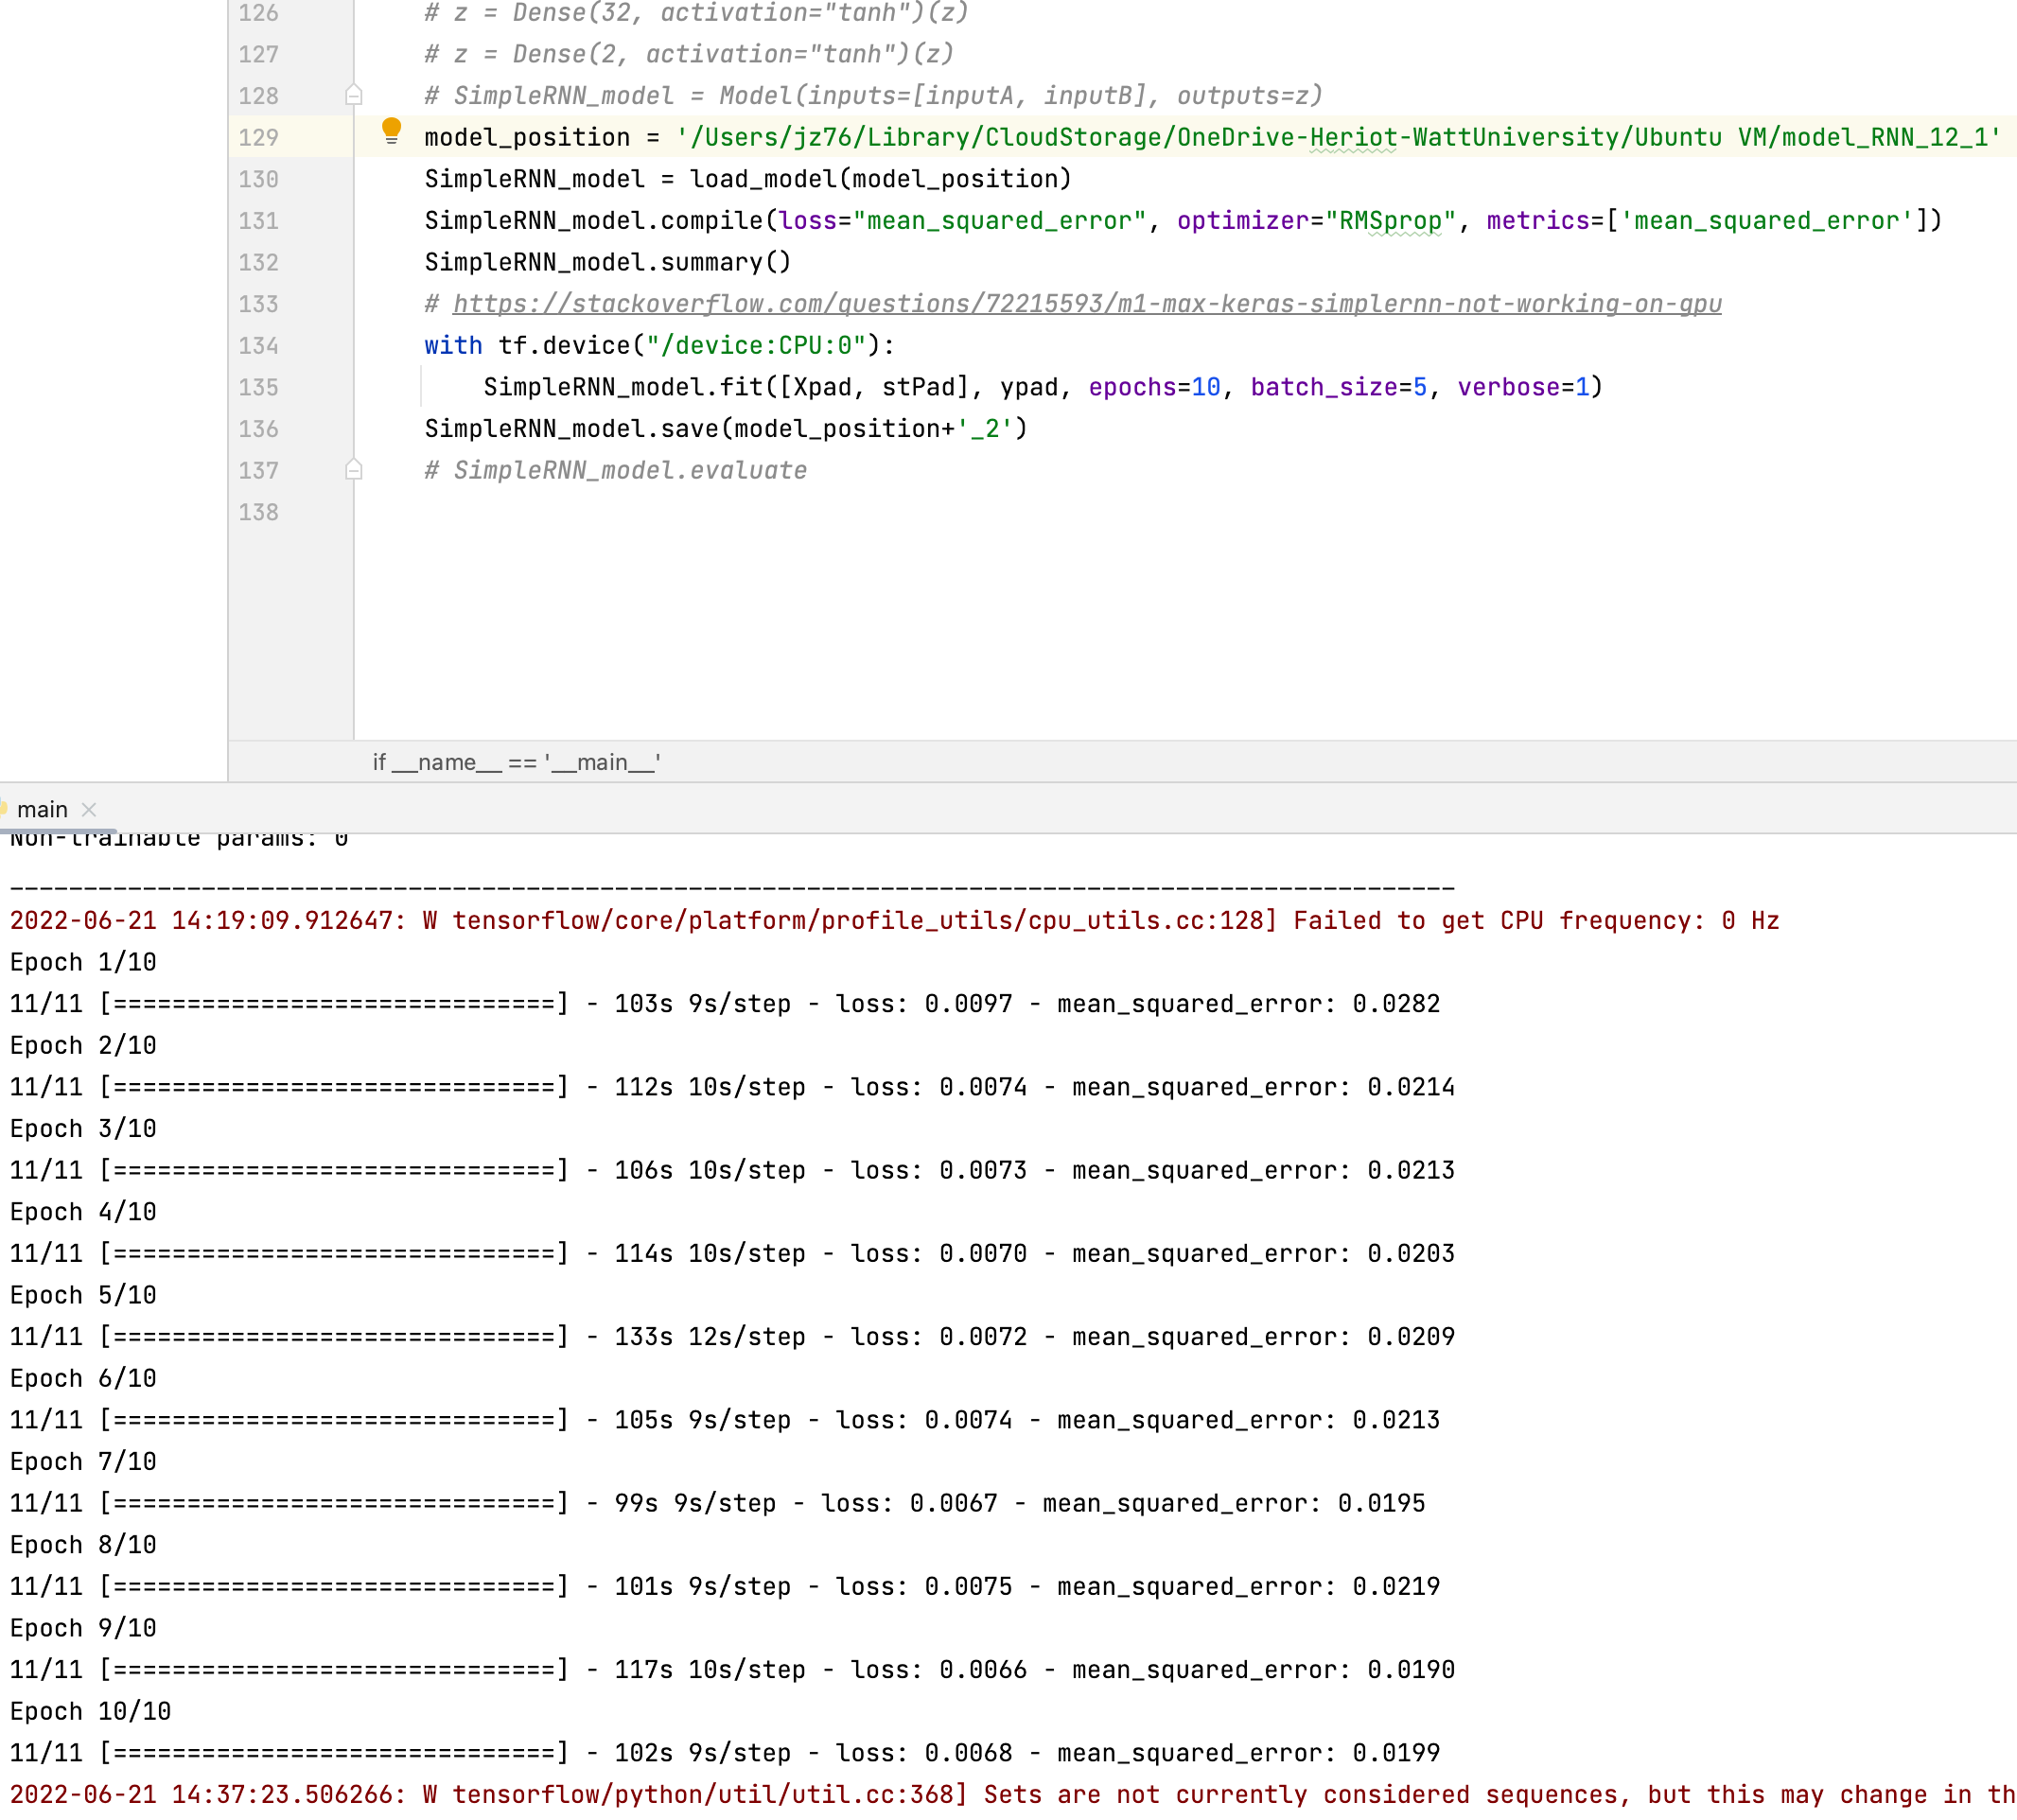 126 # z = Dense(32, activation="tanh")(z)
127 # z = Dense(2, activation="tanh")(z)
128 # SimpleRNN_model = Model(inputs=[inputA, inputB], outputs=z)
129 model_position = '/Users/jz76/Library/CloudStorage/OneDrive-Heriot-WattUniversity/Ubuntu VM/model_RNN_12_1'
130 SimpleRNN_model = load_model(model_position)
131 SimpleRNN_model.compile(loss="mean_squared_error", optimizer="RMSprop", metrics=['mean_squared_error'])
132 SimpleRNN_model.summary()
133 # https://stackoverflow.com/questions/72215593/m1-max-keras-simplernn-not-working-on-gpu
134 with tf.device("/device:CPU:0"):
135 SimpleRNN_model.fit([Xpad, stPad], ypad, epochs=10, batch_size=5, verbose=1)
136 SimpleRNN_model.save(model_position+'_2')
137 # SimpleRNN_model.evaluate
138
if __name__ == '__main__'
main
Non-trainable params: 0
__________________________________________________________________________________________________
2022-06-21 14:19:09.912647: W tensorflow/core/platform/profile_utils/cpu_utils.cc:128] Failed to get CPU frequency: 0 Hz
Epoch 1/10
11/11 [==============================] - 103s 9s/step - loss: 0.0097 - mean_squared_error: 0.0282
Epoch 2/10
11/11 [==============================] - 112s 10s/step - loss: 0.0074 - mean_squared_error: 0.0214
Epoch 3/10
11/11 [==============================] - 106s 10s/step - loss: 0.0073 - mean_squared_error: 0.0213
Epoch 4/10
11/11 [==============================] - 114s 10s/step - loss: 0.0070 - mean_squared_error: 0.0203
Epoch 5/10
11/11 [==============================] - 133s 12s/step - loss: 0.0072 - mean_squared_error: 0.0209
Epoch 6/10
11/11 [==============================] - 105s 9s/step - loss: 0.0074 - mean_squared_error: 0.0213
Epoch 7/10
11/11 [==============================] - 99s 9s/step - loss: 0.0067 - mean_squared_error: 0.0195
Epoch 8/10
11/11 [==============================] - 101s 9s/step - loss: 0.0075 - mean_squared_error: 0.0219
Epoch 9/10
11/11 [==============================] - 117s 10s/step - loss: 0.0066 - mean_squared_error: 0.0190
Epoch 10/10
11/11 [==============================] - 102s 9s/step - loss: 0.0068 - mean_squared_error: 0.0199
2022-06-21 14:37:23.506266: W tensorflow/python/util/util.cc:368] Sets are not currently considered sequences, but this may change in th